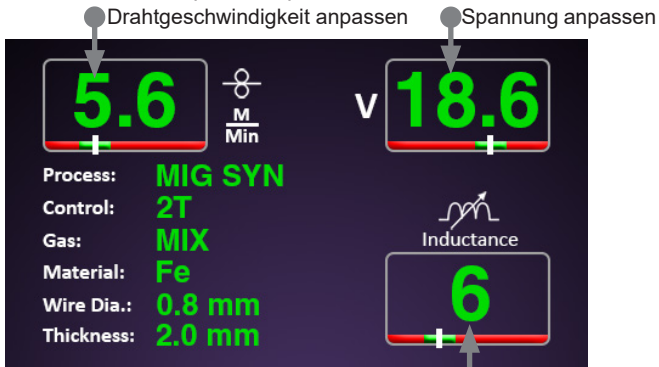 Drahtgeschwindigkeit anpassen Spannung anpassen
5.6 M Min V 18.6
Process: MIG SYN
Control: 2T
Gas: MIX
Inductance
Material: Fe
Wire Dia.: 0.8 mm
6
Thickness: 2.0 mm